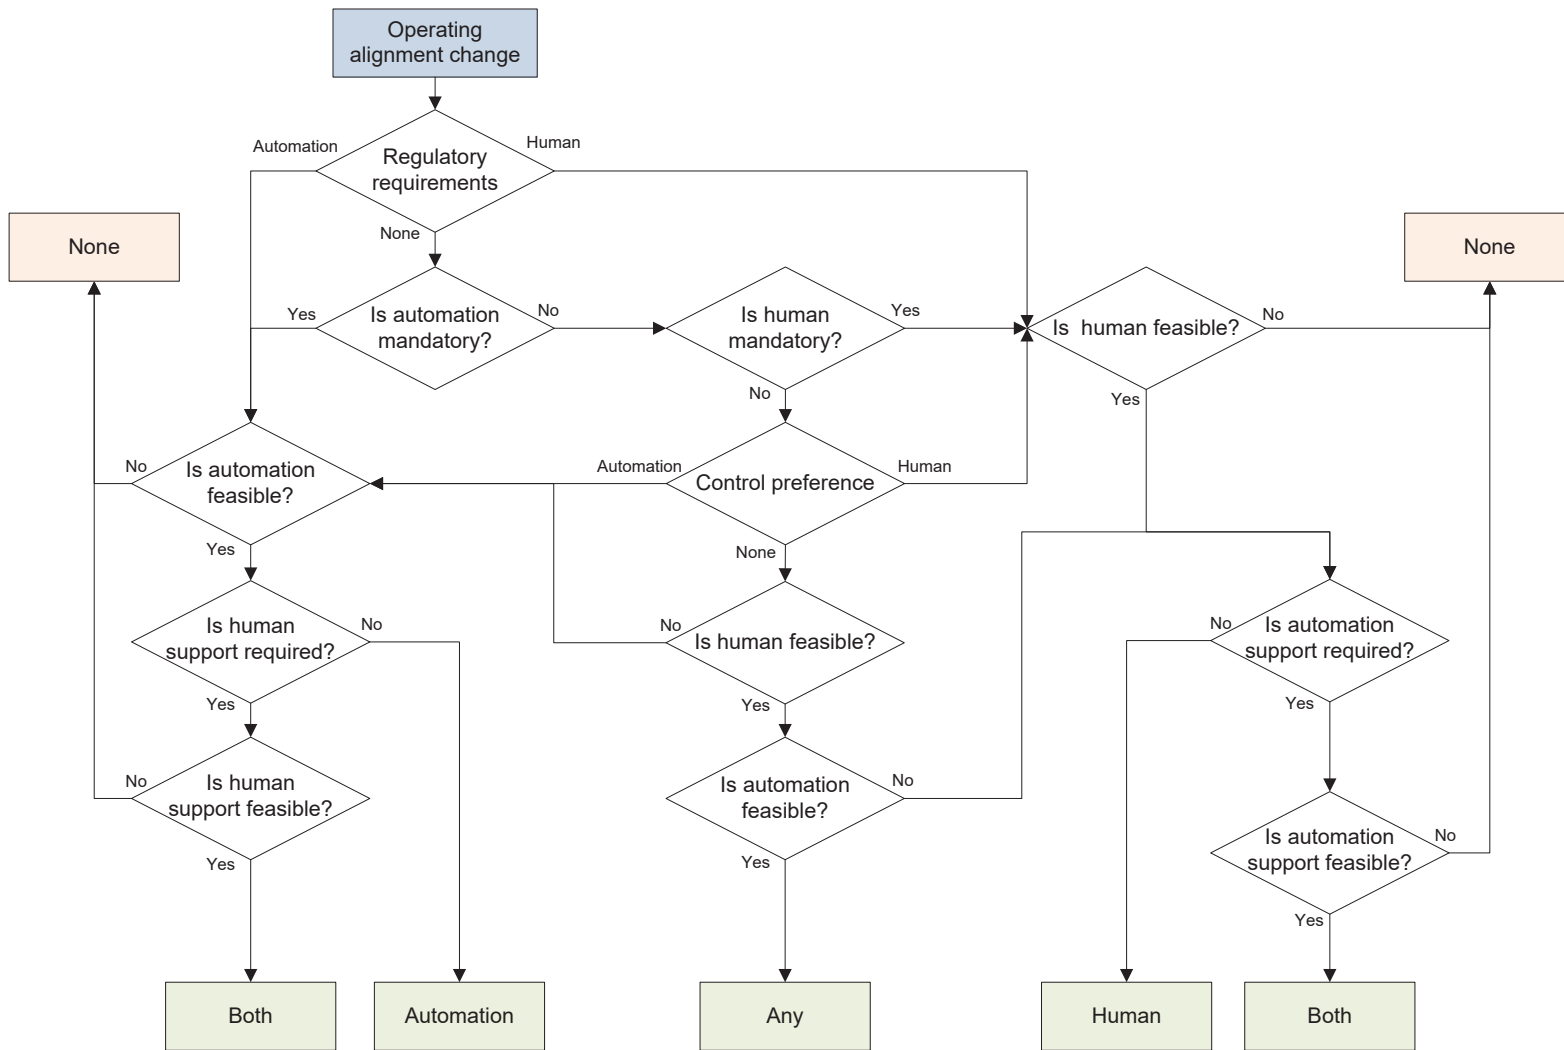 Operating
alignment change
Automation
Human
Regulatory
requirements
None
None
None
Yes
Is automation
mandatory?
No
Is human
mandatory?
Yes
Is  human feasible?
No
No
Yes
No
Is automation
feasible?
Automation
Control preference
Human
Yes
None
Is human
support required?
No
No
Is human feasible?
No
Is automation
support required?
Yes
Yes
Yes
No
Is human
support feasible?
Is automation
feasible?
No
Is automation
support feasible?
No
Yes
Yes
Yes
Both
Automation
Any
Human
Both